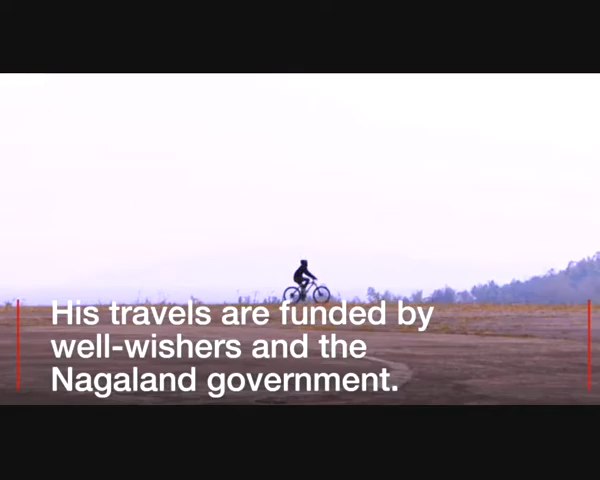 His travels are funded by
well-wishers and the
Nagaland government.